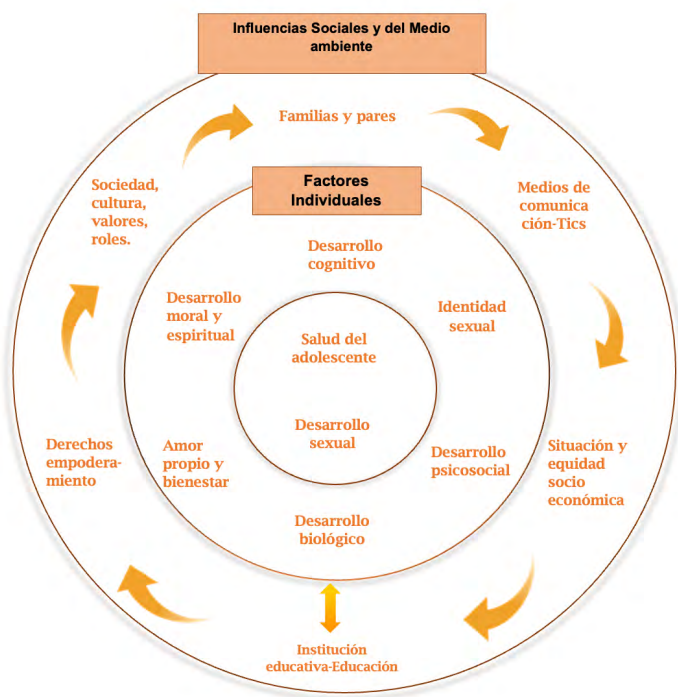 Influencias Sociales y del Medio
ambiente
Familias y pares
Sociedad,
cultura,
valores,
roles.
Medios de
comunica
ción-Tics
Factores
Individuales
Desarrollo
cognitivo
Desarrollo
moral y
espiritual
Identidad
sexual
Salud del
adolescente
Desarrollo
sexual
Derechos
empodera-
miento
Amor
propio y
bienestar
Desarrollo
psicosocial
Situación y
equidad
socio
económica
Desarrollo
biológico
Institución
educativa-Educación